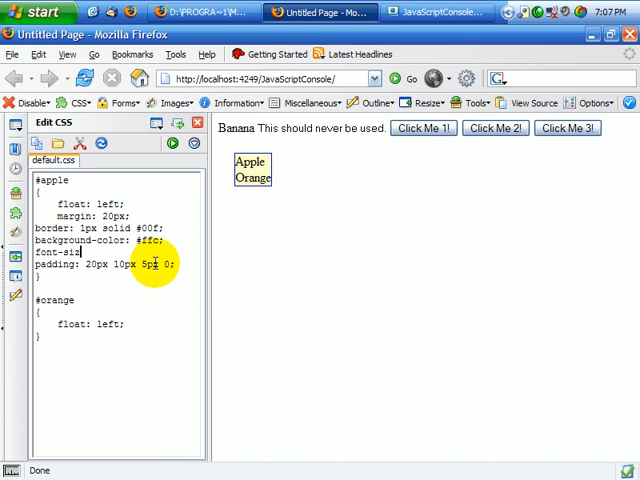 start
D:\PROGRA~1\M...
Untitled Page - Mo...
JavaScriptConsole...
7:07 PM
Untitled Page - Mozilla Firefox
File Edit View Go Bookmarks Tools Help Getting Started Latest Headlines
http://localhost:4249/JavaScriptConsole/ Go G
Disable CSS Forms Images Information Miscellaneous Outline Resize Tools View Source Options
Edit CSS
default.css
#apple
{
float: left;
margin: 20px;
border: 1px solid #00f;
background-color: #ffc;
font-siz
padding: 20px 10px 5px 0;
}
#orange
{
float: left;
}
Banana This should never be used. Click Me 1! Click Me 2! Click Me 3!
Apple
Orange
Done